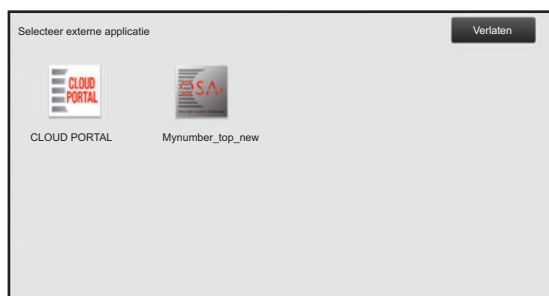 Selecteer externe applicatie
Verlaten
CLOUD
PORTAL
OSA
CLOUD PORTAL
Mynumber_top_new